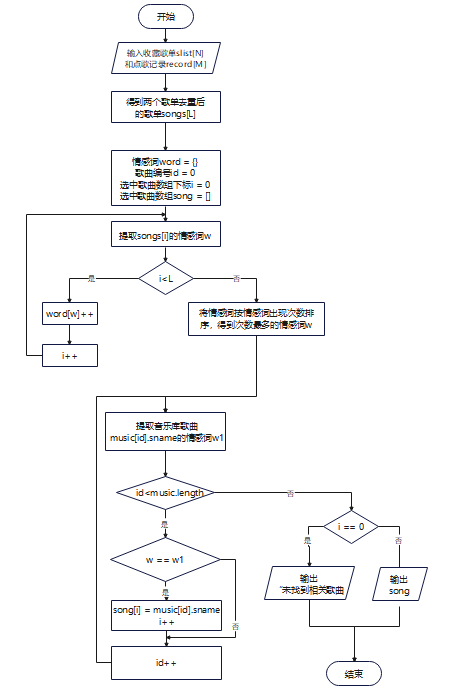 开始
输入收藏歌单slist[N]
和点歌记录record[M]
得到两个歌单去重后
的歌单songs[L]
情感词word = {}
歌曲编号id = 0
选中歌曲数组下标i = 0
选中歌曲数组song = []
提取songs[i]的情感词w
i<L
是
否
word[w]++
将情感词按情感词出现次数排
序，得到次数最多的情感词w
i++
提取音乐库歌曲
music[id].sname的情感词w1
id<music.length
否
是
i == 0
是
否
w == w1
输出
"未找到相关歌曲
输出
song
是
song[i] = music[id].sname
i++
否
id++
结束